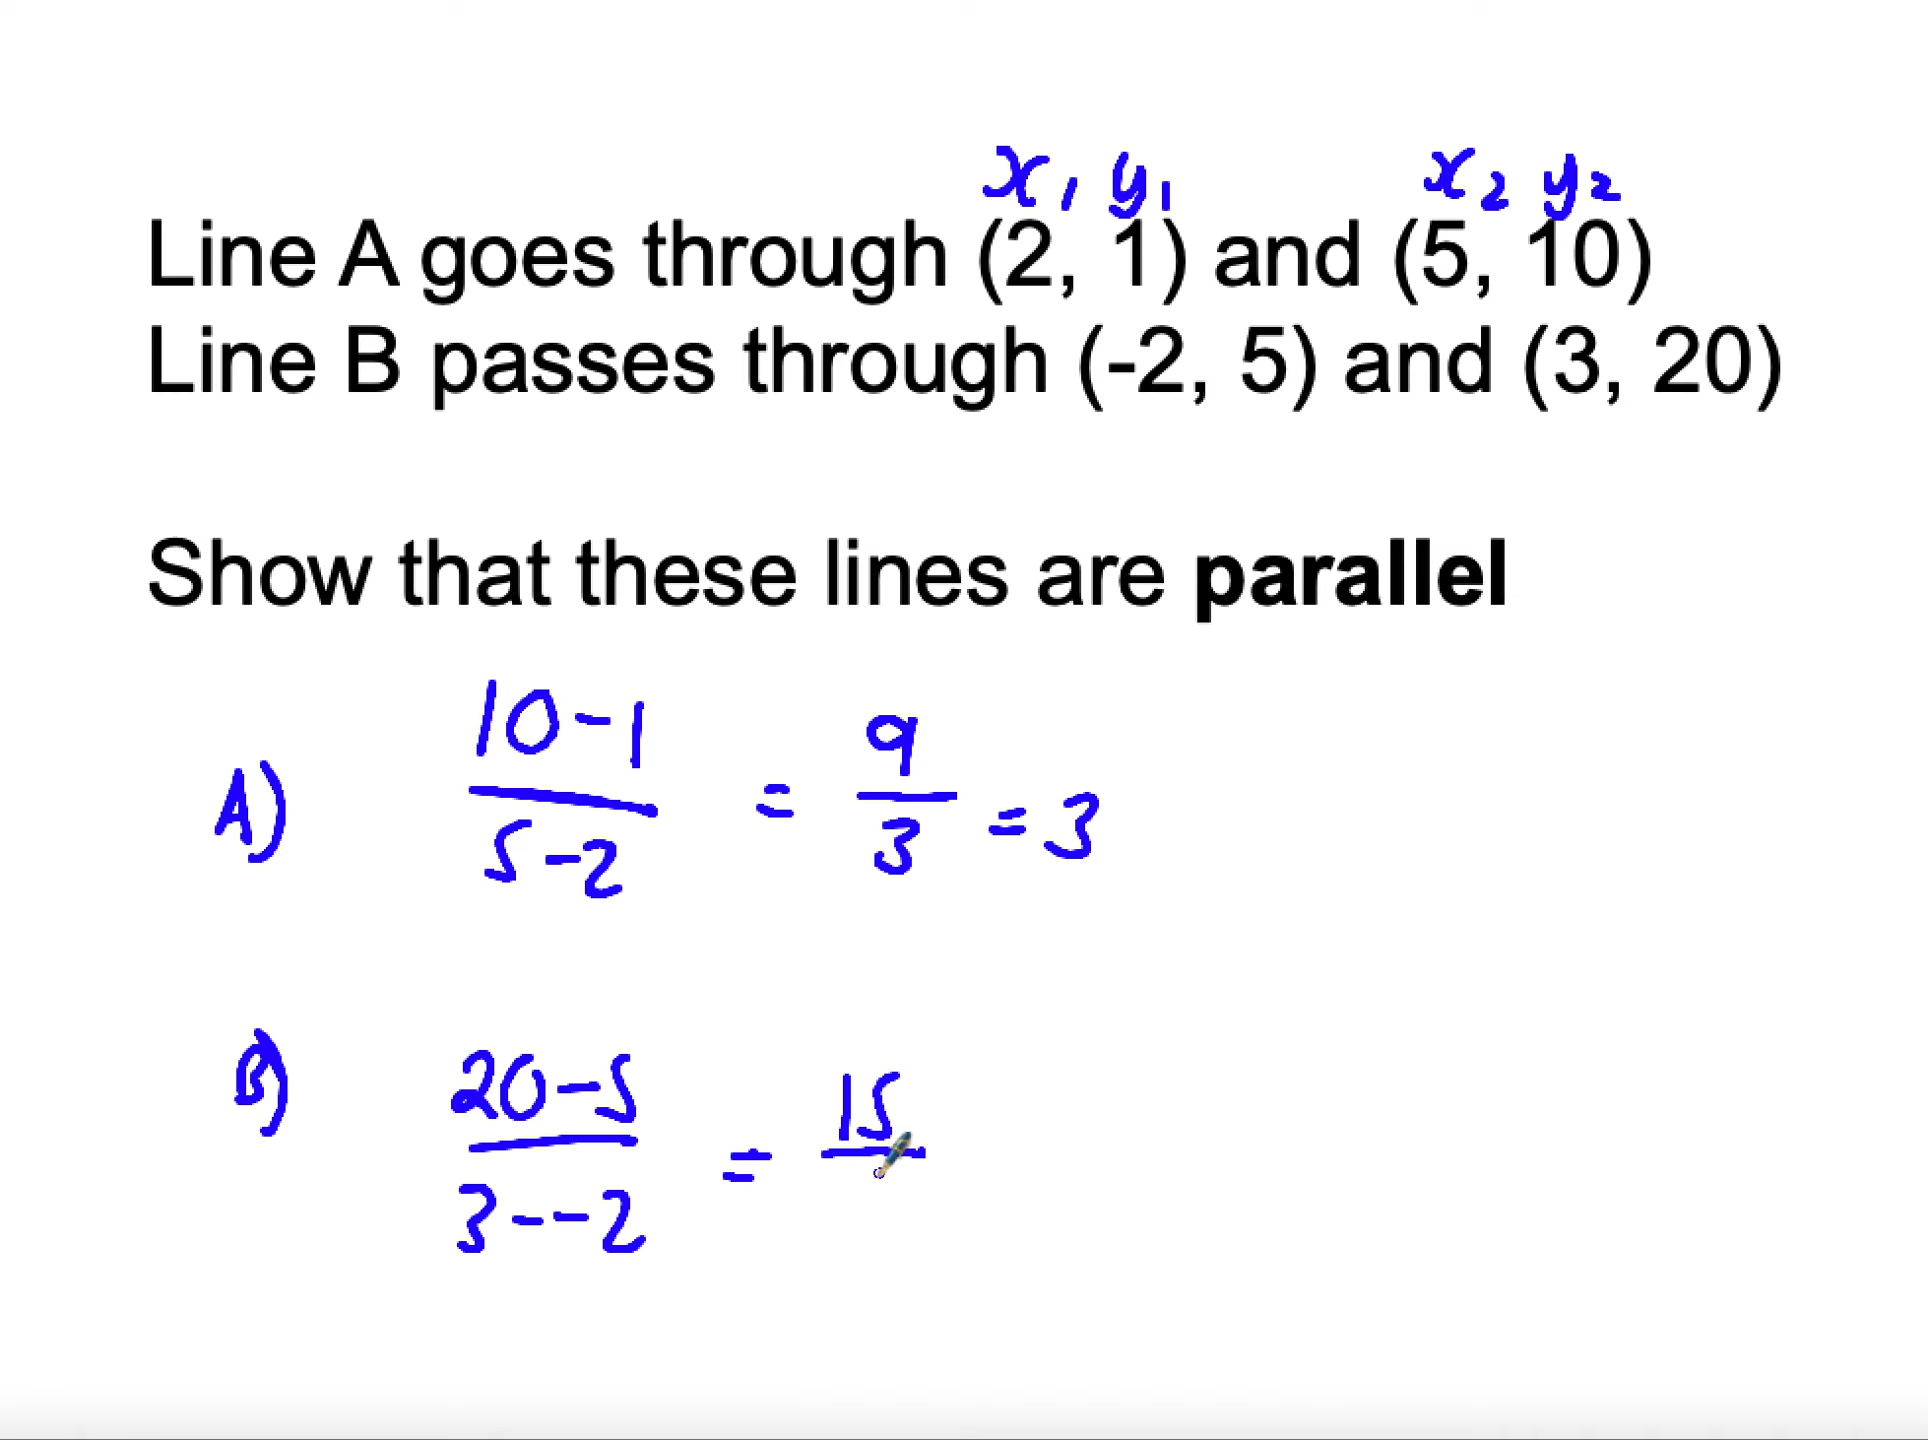 x₁ y₁ x₂ y₂
Line A goes through (2, 1) and (5, 10)
Line B passes through (-2, 5) and (3, 20)
Show that these lines are parallel
10-1
A) = 9/3 = 3
5-2
20-5
B) = 15
3--2